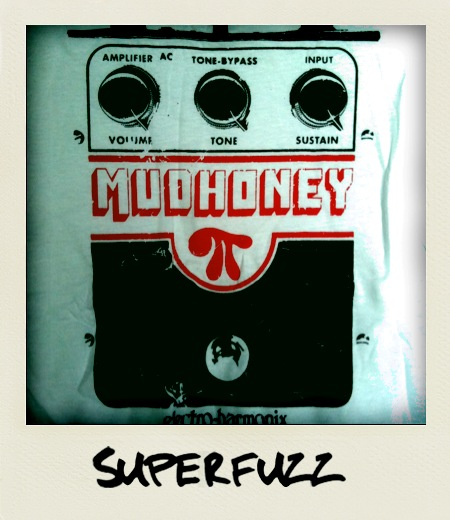 AMPLIFIER AC TONE-BYPASS INPUT
VOLUME TONE SUSTAIN
MUDHONEY
π
electro-harmonix
SUPERFUZZ